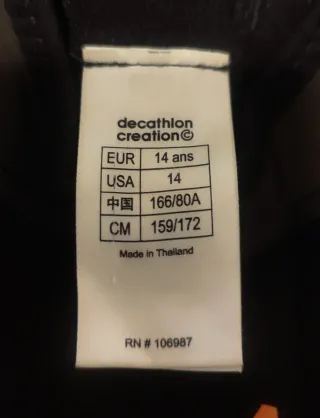 decathlon
creation©
EUR 14 ans
USA 14
中国 166/80A
CM 159/172
Made in Thailand
RN # 106987